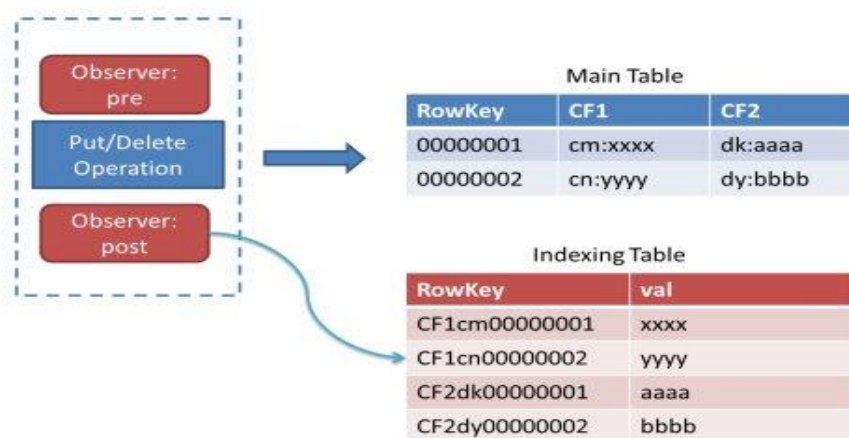 Observer:
pre
Put/Delete
Operation
Observer:
post
Main Table
RowKey CF1 CF2
00000001 cm:xxxx dk:aaaa
00000002 cn:yyyy dy:bbbb
Indexing Table
RowKey val
CF1cm00000001 xxxx
CF1cn00000002 yyyy
CF2dk00000001 aaaa
CF2dy00000002 bbbb